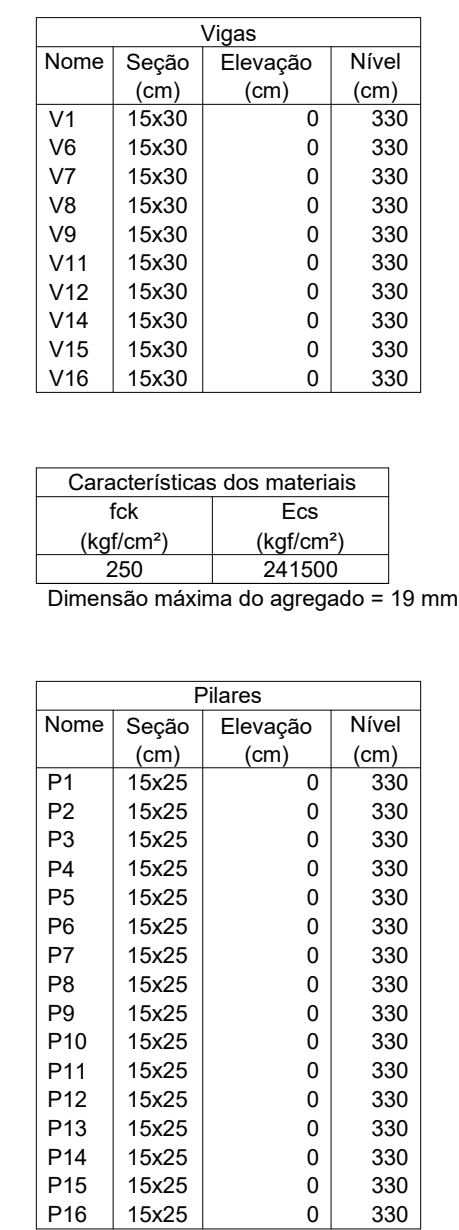 Vigas
Nome Seção Elevação Nível
(cm) (cm) (cm)
V1 15x30 0 330
V6 15x30 0 330
V7 15x30 0 330
V8 15x30 0 330
V9 15x30 0 330
V11 15x30 0 330
V12 15x30 0 330
V14 15x30 0 330
V15 15x30 0 330
V16 15x30 0 330
Características dos materiais
fck Ecs
(kgf/cm²) (kgf/cm²)
250 241500
Dimensão máxima do agregado = 19 mm
Pilares
Nome Seção Elevação Nível
(cm) (cm) (cm)
P1 15x25 0 330
P2 15x25 0 330
P3 15x25 0 330
P4 15x25 0 330
P5 15x25 0 330
P6 15x25 0 330
P7 15x25 0 330
P8 15x25 0 330
P9 15x25 0 330
P10 15x25 0 330
P11 15x25 0 330
P12 15x25 0 330
P13 15x25 0 330
P14 15x25 0 330
P15 15x25 0 330
P16 15x25 0 330